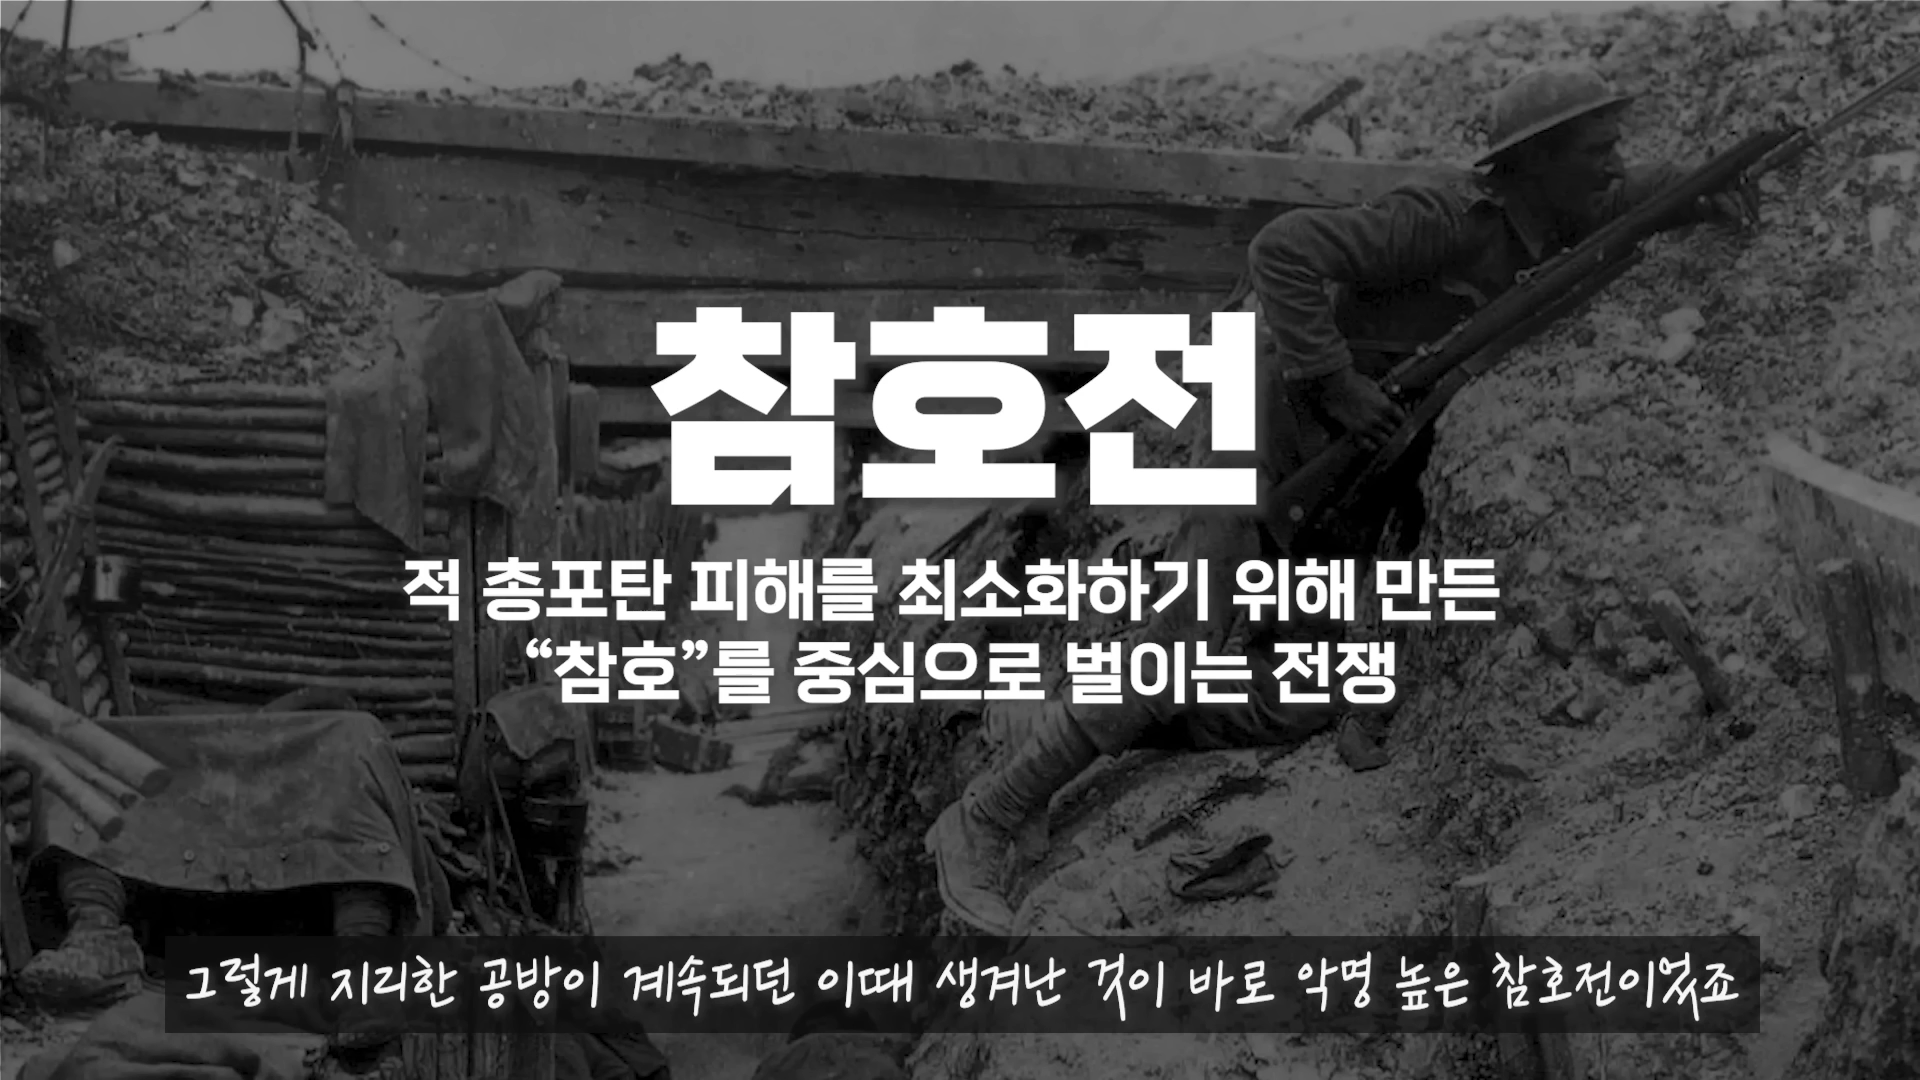 참호전
적 총포탄 피해를 최소화하기 위해 만든
“참호”를 중심으로 벌이는 전쟁
그렇게 지리한 공방이 계속되던 이때 생겨난 것이 바로 악명 높은 참호전이었죠